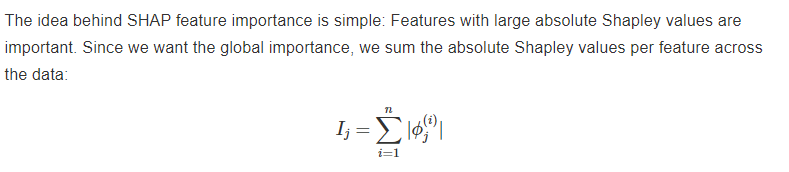 The idea behind SHAP feature importance is simple: Features with large absolute Shapley values are
important. Since we want the global importance, we sum the absolute Shapley values per feature across
the data:
I_j = \sum_{i=1}^{n} |\phi_j^{(i)}|